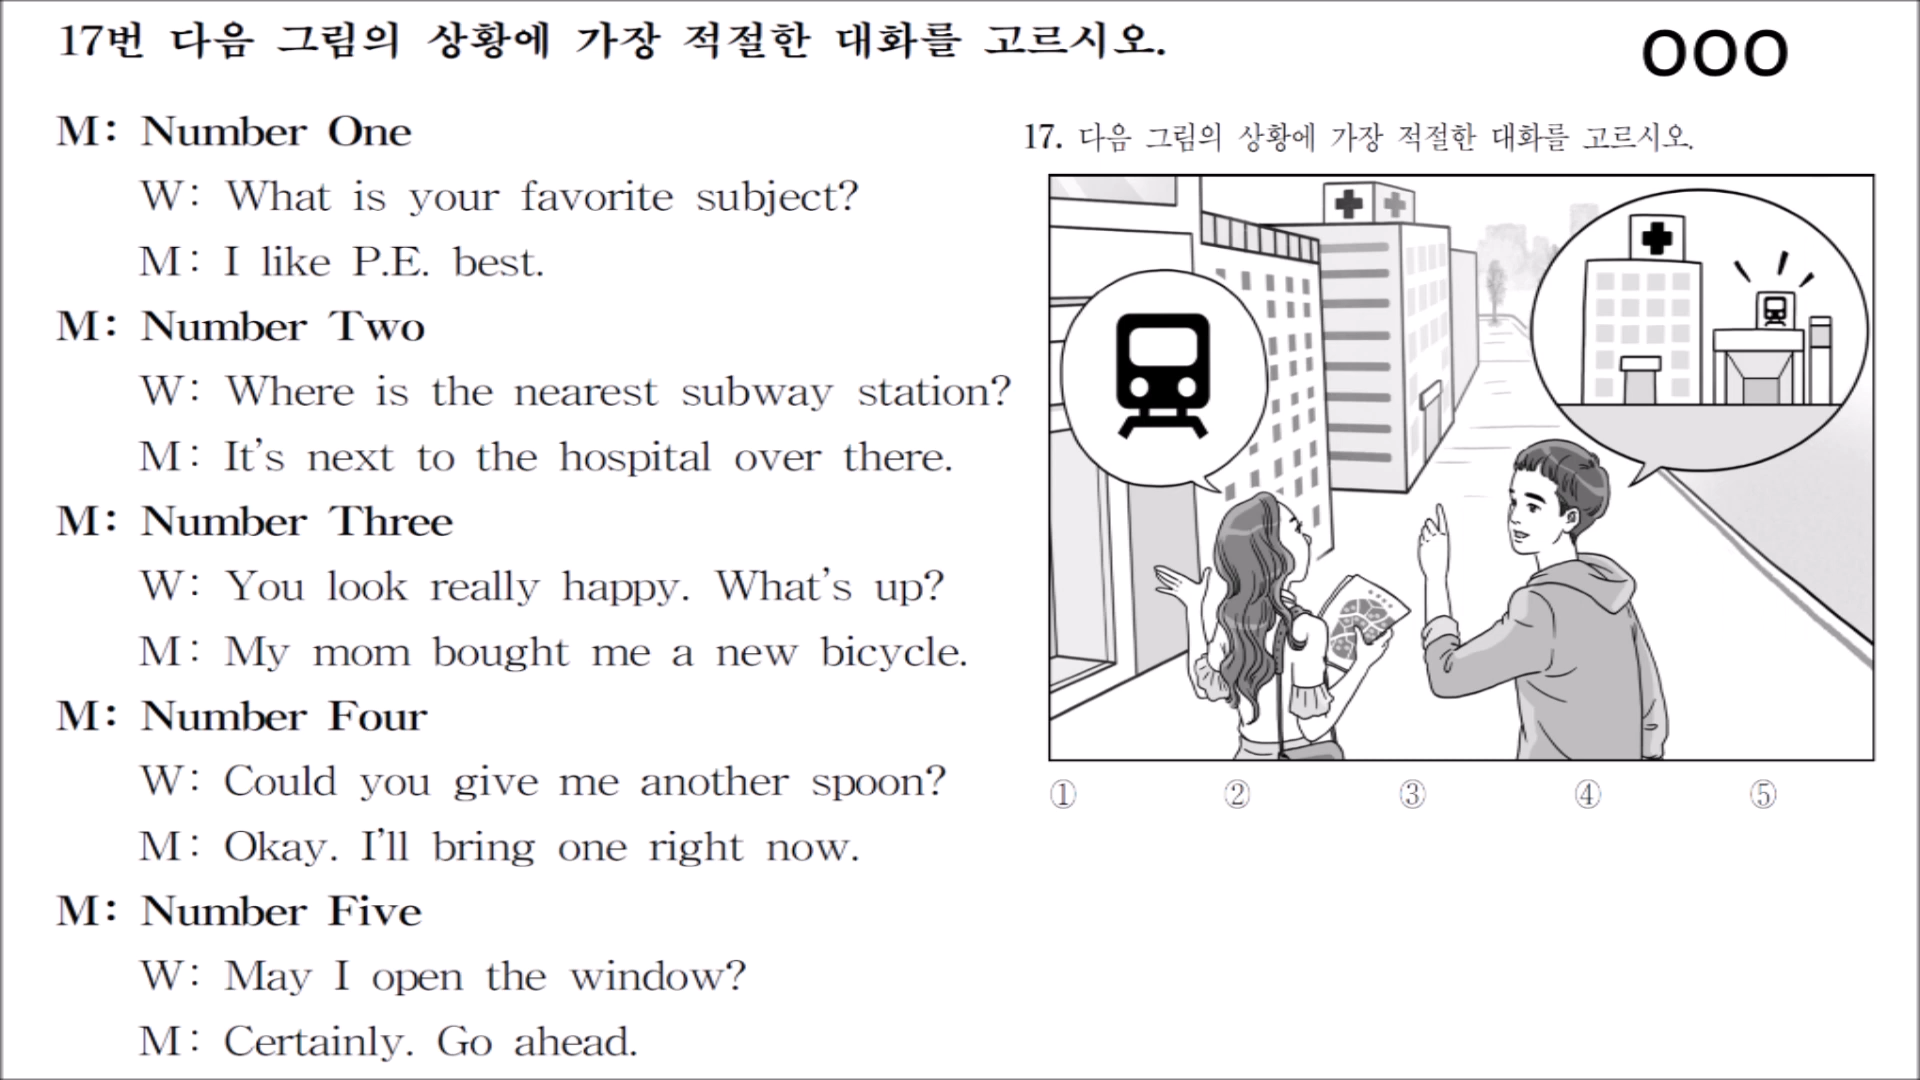 17번 다음 그림의 상황에 가장 적절한 대화를 고르시오.
OOO
M: Number One
W: What is your favorite subject?
M: I like P.E. best.
M: Number Two
W: Where is the nearest subway station?
M: It's next to the hospital over there.
M: Number Three
W: You look really happy. What's up?
M: My mom bought me a new bicycle.
M: Number Four
W: Could you give me another spoon?
M: Okay. I'll bring one right now.
M: Number Five
W: May I open the window?
M: Certainly. Go ahead.
17. 다음 그림의 상황에 가장 적절한 대화를 고르시오.
① ② ③ ④ ⑤